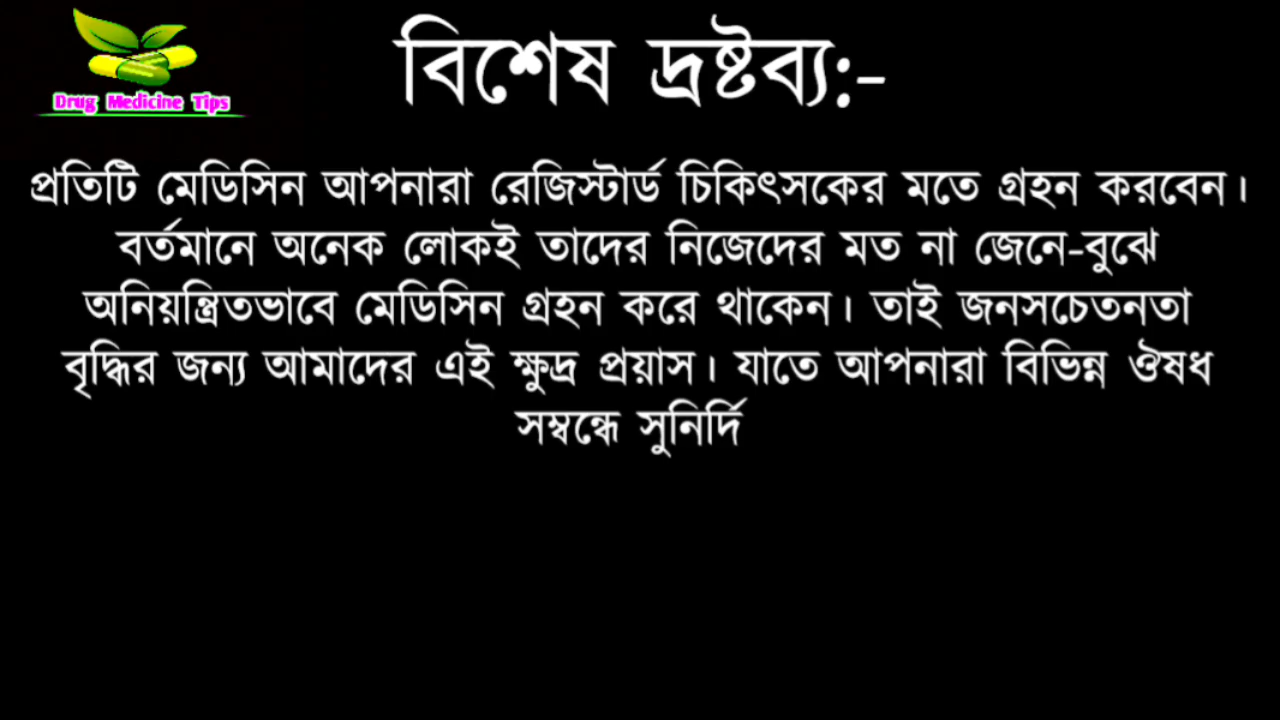 Drug Medicine Tips
বিশেষ দ্রষ্টব্য:-
প্রতিটি মেডিসিন আপনারা রেজিস্টার্ড চিকিৎসকের মতে গ্রহন করবেন।
বর্তমানে অনেক লোকই তাদের নিজেদের মত না জেনে-বুঝে
অনিয়ন্ত্রিতভাবে মেডিসিন গ্রহন করে থাকেন। তাই জনসচেতনতা
বৃদ্ধির জন্য আমাদের এই ক্ষুদ্র প্রয়াস। যাতে আপনারা বিভিন্ন ঔষধ
সম্বন্ধে সুনির্দি